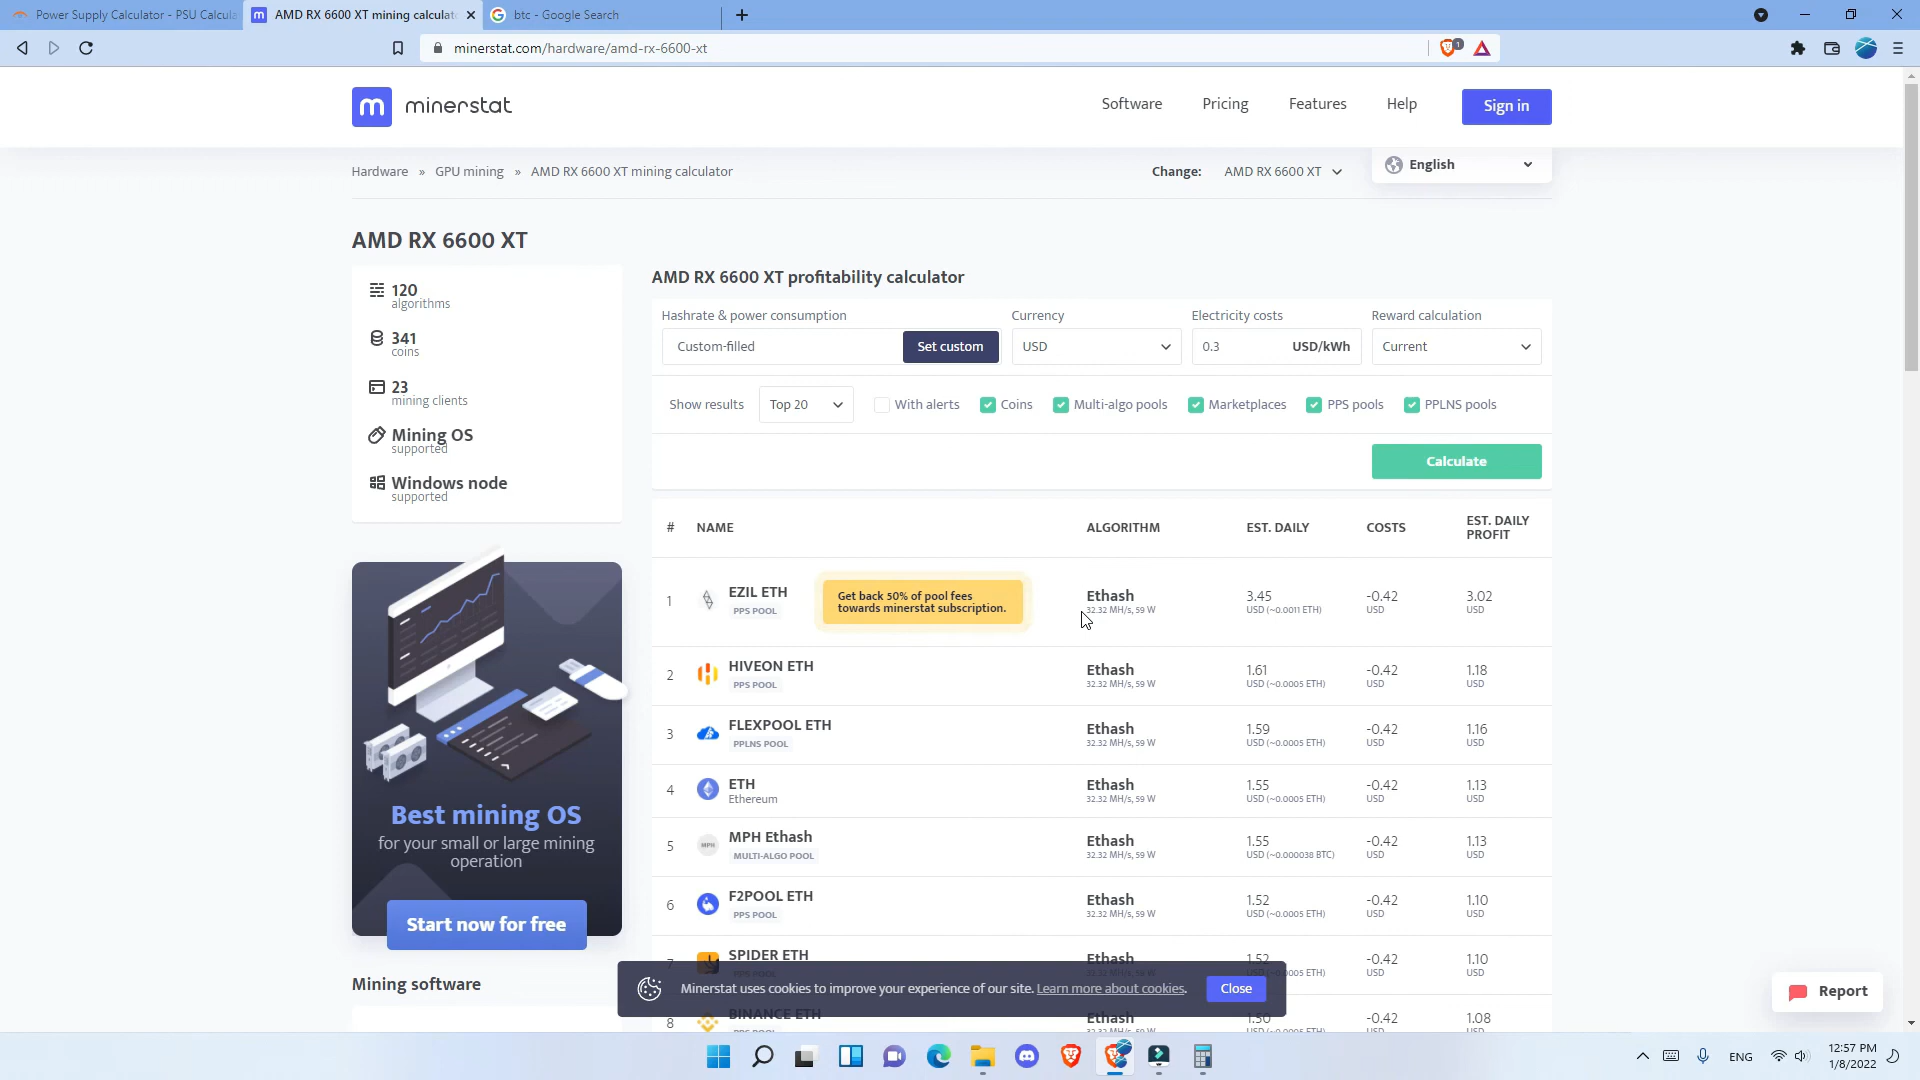 Power Supply Calculator - PSU Calcula
AMD RX 6600 XT mining calculat
btc - Google Search
minerstat.com/hardware/amd-rx-6600-xt
1
m minerstat
Software
Pricing
Features
Help
Sign in
Hardware » GPU mining » AMD RX 6600 XT mining calculator
Change: AMD RX 6600 XT
English
AMD RX 6600 XT
120
algorithms
341
coins
23
mining clients
Mining OS
supported
Windows node
supported
Best mining OS
for your small or large mining
operation
Start now for free
Mining software
AMD RX 6600 XT profitability calculator
Hashrate & power consumption
Currency
Electricity costs
Reward calculation
Custom-filled
Set custom
USD
0.3 USD/kWh
Current
Show results
Top 20
With alerts
Coins
Multi-algo pools
Marketplaces
PPS pools
PPLNS pools
Calculate
# NAME ALGORITHM EST. DAILY COSTS EST. DAILY
PROFIT
1 EZIL ETH Get back 50% of pool fees Ethash 3.45 -0.42 3.02
PPS POOL towards minerstat subscription. 32.32 MH/s, 59 W USD (~0.0011 ETH) USD USD
2 HIVEON ETH Ethash 1.61 -0.42 1.18
PPS POOL 32.32 MH/s, 59 W USD (~0.0005 ETH) USD USD
3 FLEXPOOL ETH Ethash 1.59 -0.42 1.16
PPLNS POOL 32.32 MH/s, 59 W USD (~0.0005 ETH) USD USD
4 ETH Ethash 1.55 -0.42 1.13
Ethereum 32.32 MH/s, 59 W USD (~0.0005 ETH) USD USD
5 MPH MPH Ethash Ethash 1.55 -0.42 1.13
MULTI-ALGO POOL 32.32 MH/s, 59 W USD (~0.000038 BTC) USD USD
6 F2POOL ETH Ethash 1.52 -0.42 1.10
PPS POOL 32.32 MH/s, 59 W USD (~0.0005 ETH) USD USD
7 SPIDER ETH Ethash 1.52 -0.42 1.10
0005 ETH) USD USD
Minerstat uses cookies to improve your experience of our site. Learn more about cookies.
Close
8 BINANCE ETH Ethash 1.50 -0.42 1.08
Report
ENG
12:57 PM
1/8/2022